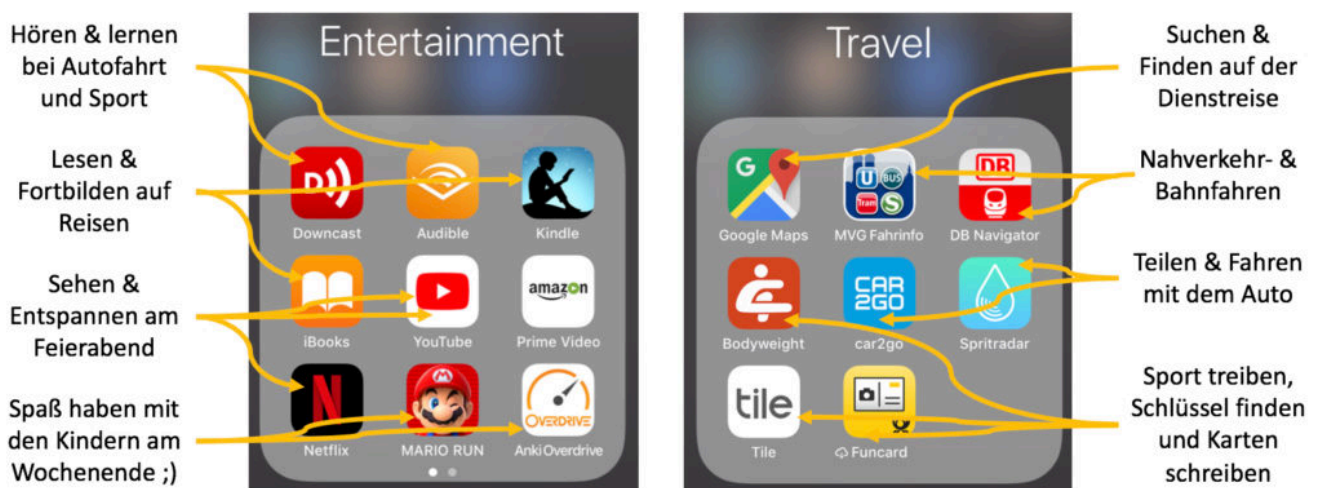 Hören & lernen
bei Autofahrt
und Sport
Lesen &
Fortbilden auf
Reisen
Sehen &
Entspannen am
Feierabend
Spaß haben mit
den Kindern am
Wochenende ;)
Entertainment
D
Downcast
Audible
Kindle
amazon
iBooks
YouTube
Prime Video
N
OVERDRIVE
Netflix
MARIO RUN
Anki Overdrive
Travel
G
U BUS
Tram S
DB
Google Maps
MVG Fahrinfo
DB Navigator
CAR
2GO
Bodyweight
car2go
Spritradar
tile
Tile
Funcard
Suchen &
Finden auf der
Dienstreise
Nahverkehr- &
Bahnfahren
Teilen & Fahren
mit dem Auto
Sport treiben,
Schlüssel finden
und Karten
schreiben